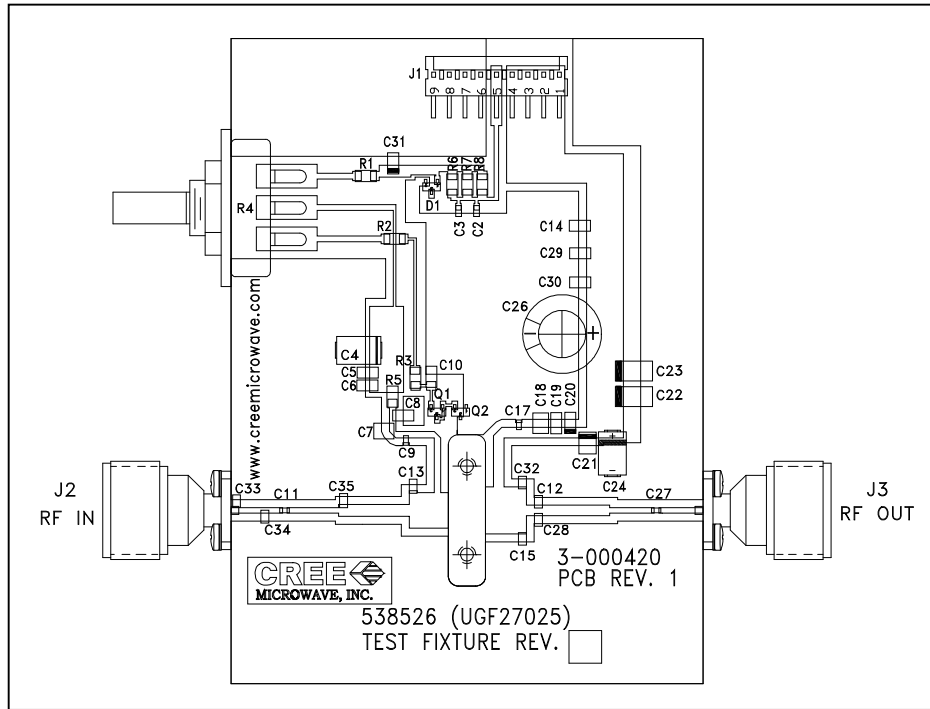 J1
9 8 7 6 5 4 3 2 1
C31
R1
R6
R7
R8
D1
C3
C2
R4
R2
C14
C29
C30
C26
- +
www.creemicrowave.com
C4
C5
C6
R3
C10
R5
C8
Q1
Q2
C7
C9
C17
C18
C19
C20
C23
C22
C21
+
-
C24
J2
RF IN
C33
C11
C35
C13
C34
C32
C12
C27
C28
C15
J3
RF OUT
CREE
MICROWAVE, INC.
3-000420
PCB REV. 1
538526 (UGF27025)
TEST FIXTURE REV.